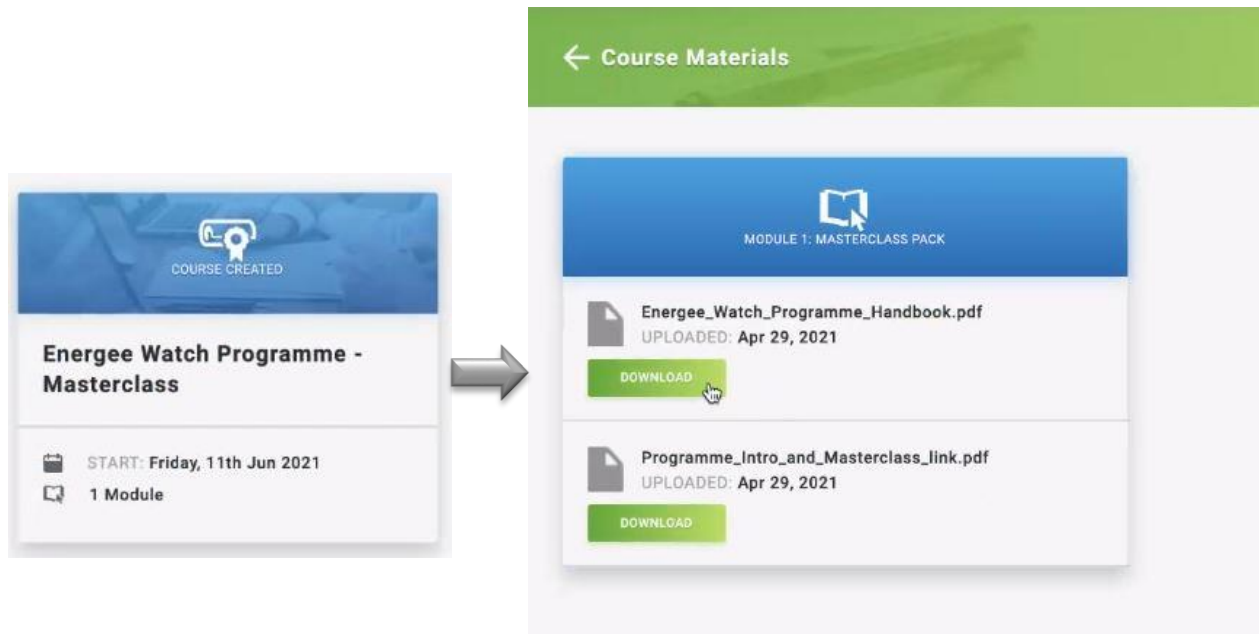 COURSE CREATED
Energee Watch Programme -
Masterclass
START: Friday, 11th Jun 2021
1 Module
Course Materials
MODULE 1: MASTERCLASS PACK
Energee_Watch_Programme_Handbook.pdf
UPLOADED: Apr 29, 2021
DOWNLOAD
Programme_Intro_and_Masterclass_link.pdf
UPLOADED: Apr 29, 2021
DOWNLOAD